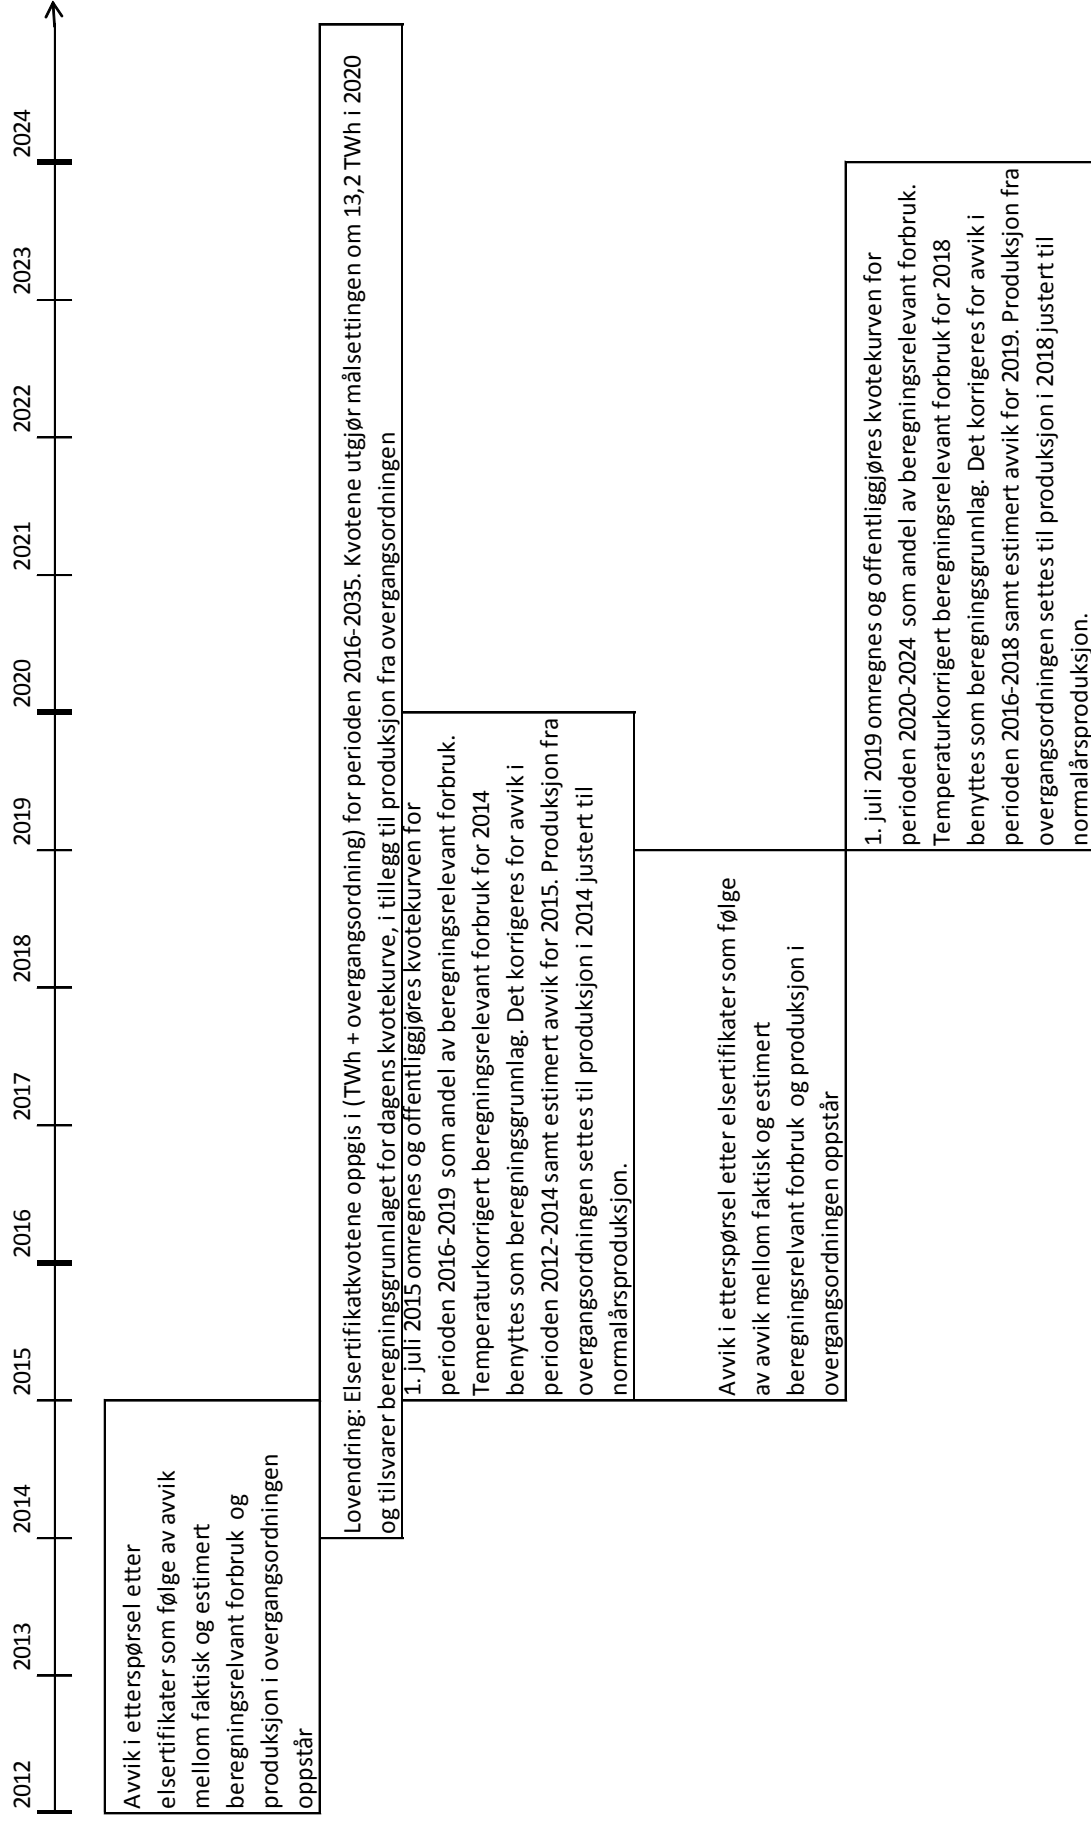 2012 2013 2014 2015 2016 2017 2018 2019 2020 2021 2022 2023 2024
Avvik i etterspørsel etter
elsertifikater som følge av avvik
mellom faktisk og estimert
beregningsrelvant forbruk og
produksjon i overgangsordningen
oppstår
Lovendring: Elsertifikatkvotene oppgis i (TWh + overgangsordning) for perioden 2016-2035. Kvotene utgjør målsettingen om 13,2 TWh i 2020
og tilsvarer beregningsgrunnlaget for dagens kvotekurve, i tillegg til produksjon fra overgangsordningen
1. juli 2015 omregnes og offentliggjøres kvotekurven for
perioden 2016-2019 som andel av beregningsrelevant forbruk.
Temperaturkorrigert beregningsrelevant forbruk for 2014
benyttes som beregningsgrunnlag. Det korrigeres for avvik i
perioden 2012-2014 samt estimert avvik for 2015. Produksjon fra
overgangsordningen settes til produksjon i 2014 justert til
normalårsproduksjon.
Avvik i etterspørsel etter elsertifikater som følge
av avvik mellom faktisk og estimert
beregningsrelvant forbruk og produksjon i
overgangsordningen oppstår
1. juli 2019 omregnes og offentliggjøres kvotekurven for
perioden 2020-2024 som andel av beregningsrelevant forbruk.
Temperaturkorrigert beregningsrelevant forbruk for 2018
benyttes som beregningsgrunnlag. Det korrigeres for avvik i
perioden 2016-2018 samt estimert avvik for 2019. Produksjon fra
overgangsordningen settes til produksjon i 2018 justert til
normalårsproduksjon.